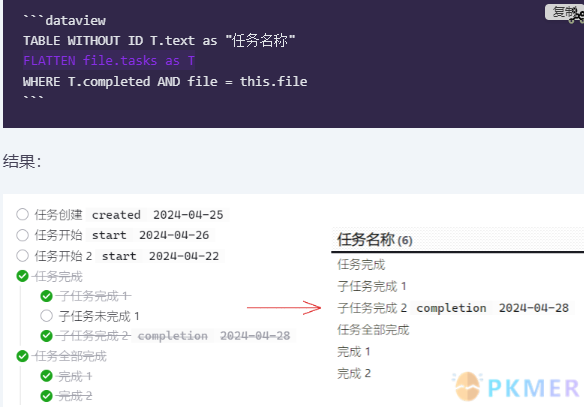 复制
```dataview
TABLE WITHOUT ID T.text as "任务名称"
FLATTEN file.tasks as T
WHERE T.completed AND file = this.file
```
结果：
任务创建 created 2024-04-25
任务开始 start 2024-04-26
任务开始 2 start 2024-04-22
任务完成
子任务完成 1
子任务未完成 1
子任务完成 2 completion 2024-04-28
任务全部完成
完成 1
完成 2
任务名称 (6)
任务完成
子任务完成 1
子任务完成 2 completion 2024-04-28
任务全部完成
完成 1
完成 2
PKMER